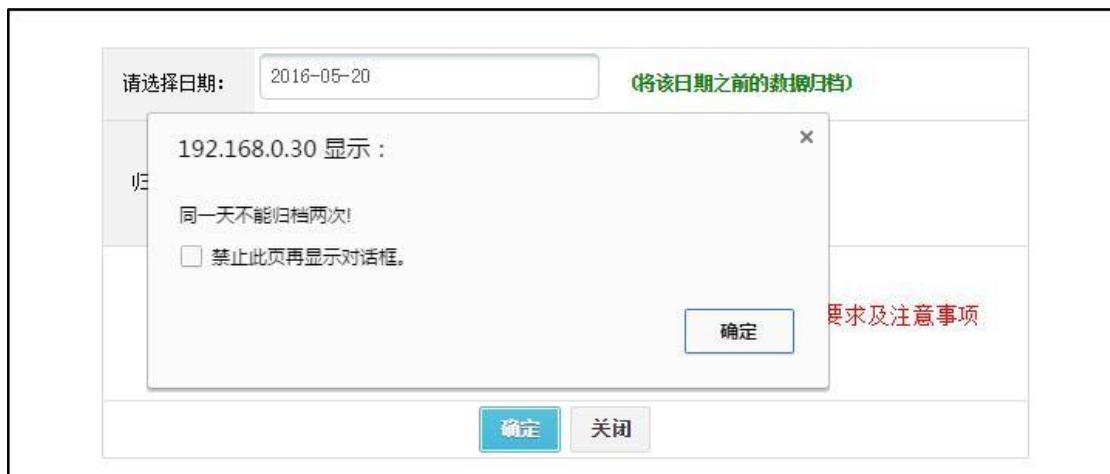 请选择日期: 2016-05-20 (将该日期之前的数据归档)
192.168.0.30 显示： ×
归
同一天不能归档两次!
禁止此页再显示对话框。
要求及注意事项
确定
确定 关闭